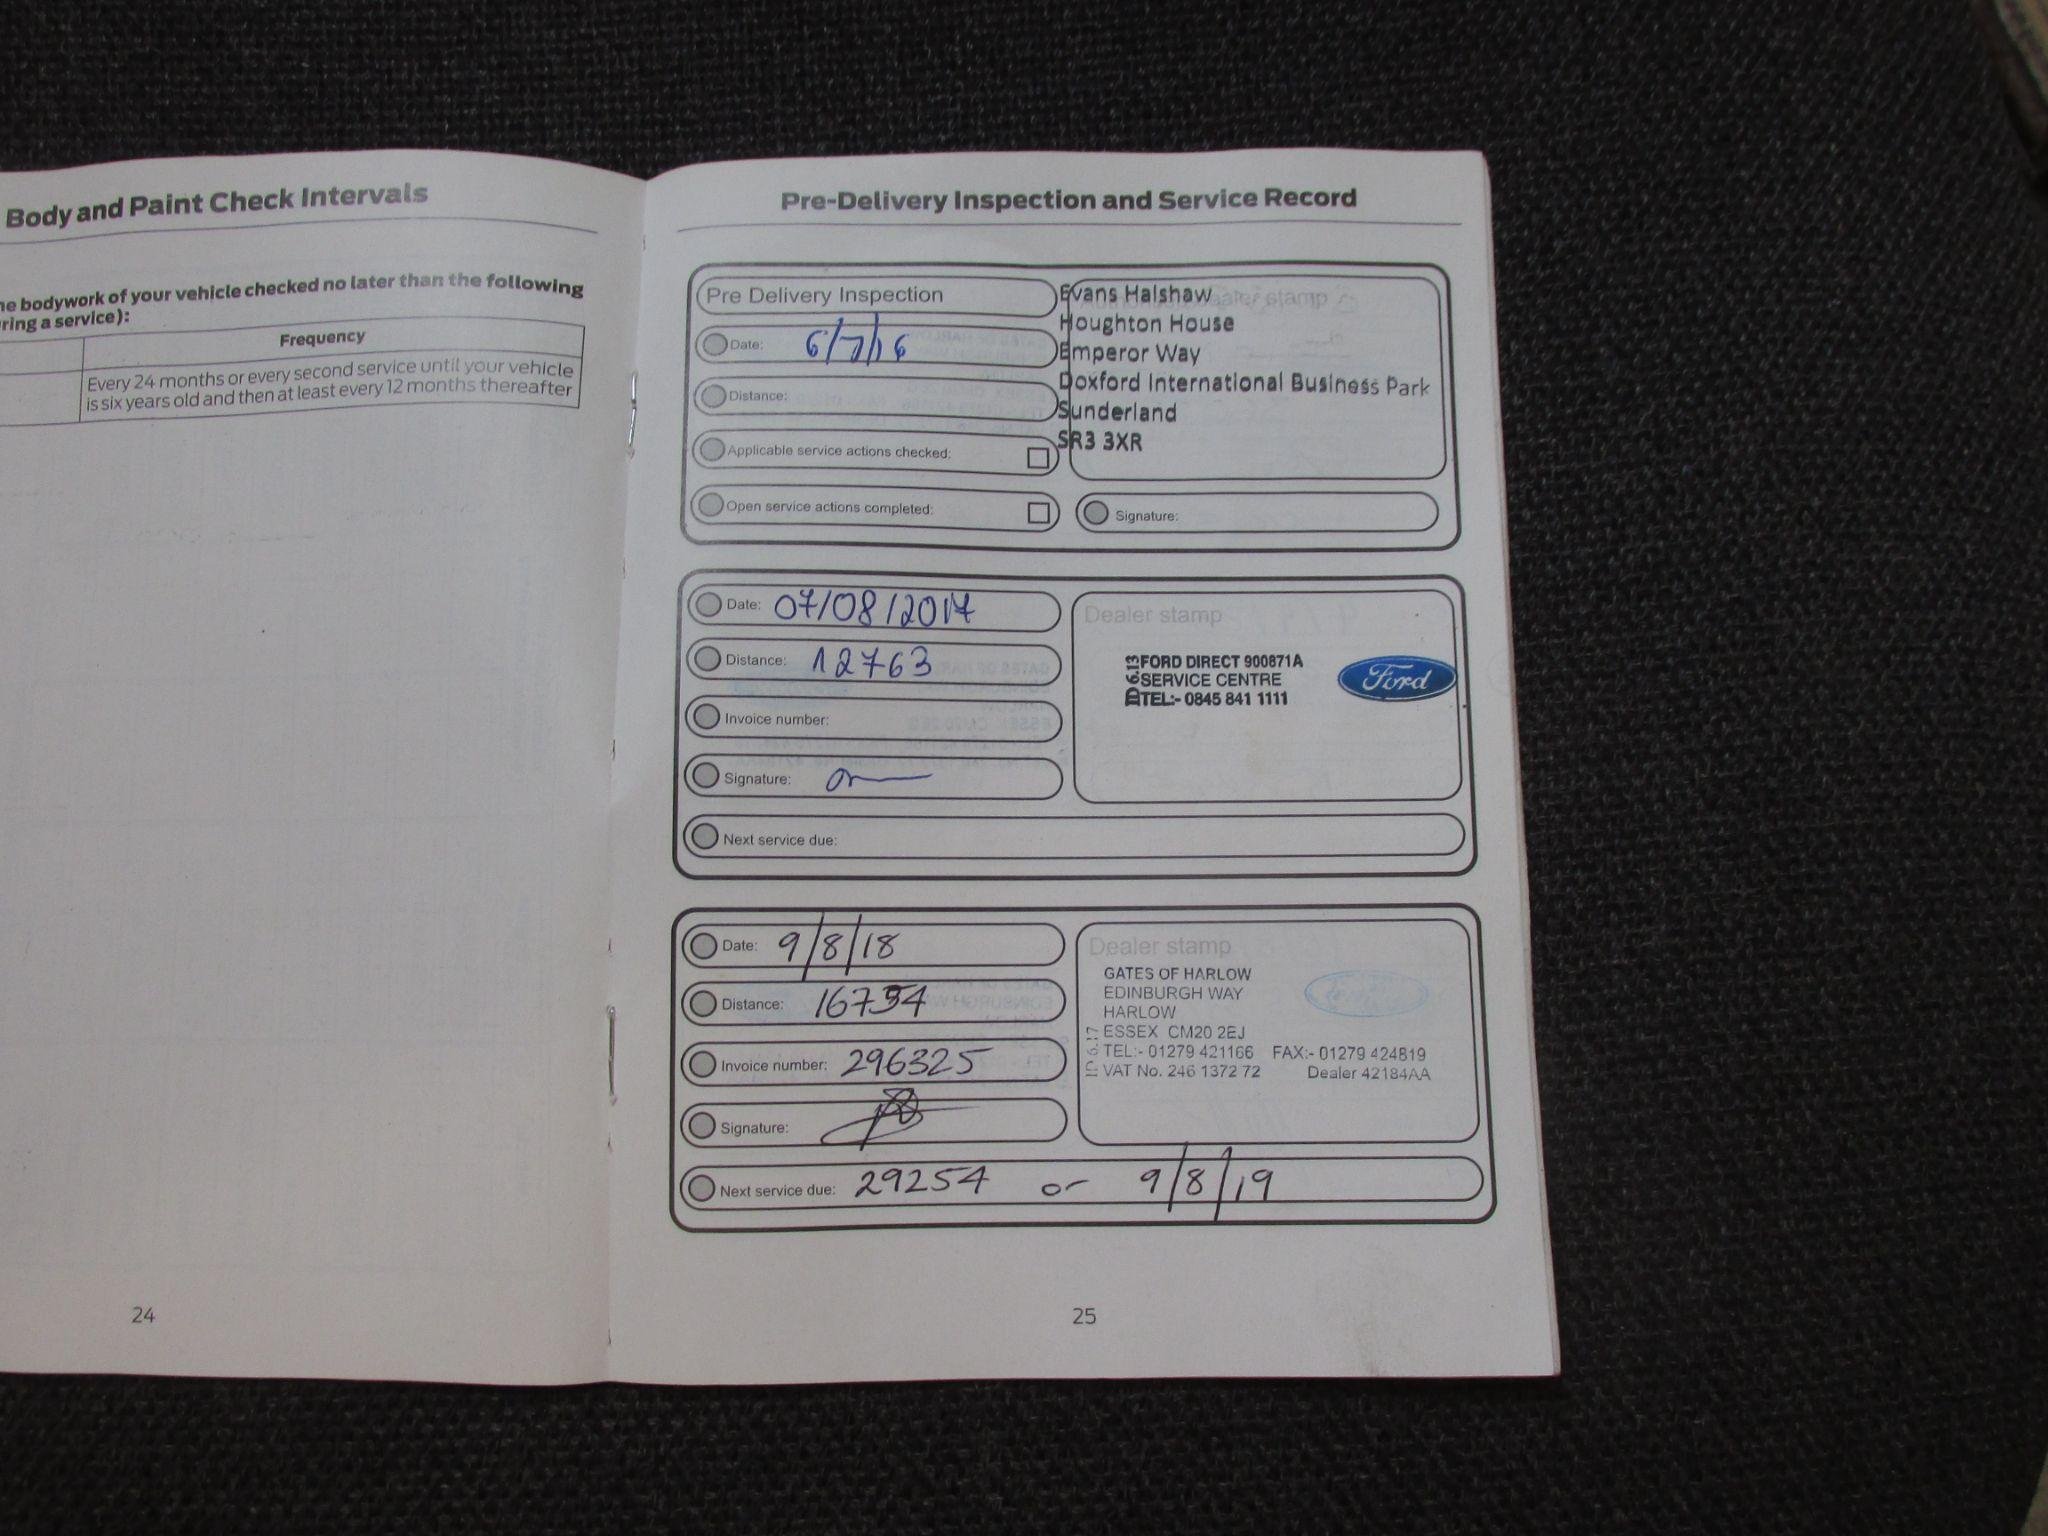 Body and Paint Check Intervals
he bodywork of your vehicle checked no later than the following
ring a service):
Frequency
Every 24 months or every second service until your vehicle
is six years old and then at least every 12 months thereafter
24
Pre-Delivery Inspection and Service Record
Pre Delivery Inspection
Date: 6/7/16
Distance:
Applicable service actions checked:
Open service actions completed:
Evans Halshaw
Houghton House
Emperor Way
Doxford International Business Park
Sunderland
SR3 3XR
Signature:
Date: 07/08/2017
Distance: 12763
Invoice number:
Signature:
Next service due:
Dealer stamp
ID 6.13
FORD DIRECT 900871A
SERVICE CENTRE
TEL:- 0845 841 1111
Ford
Date: 9/8/18
Distance: 16754
Invoice number: 296325
Signature:
Next service due: 29254 or 9/8/19
Dealer stamp
GATES OF HARLOW
EDINBURGH WAY
HARLOW
ESSEX CM20 2EJ
TEL:- 01279 421166 FAX:- 01279 424819
VAT No. 246 1372 72 Dealer 42184AA
ID 6.17
25